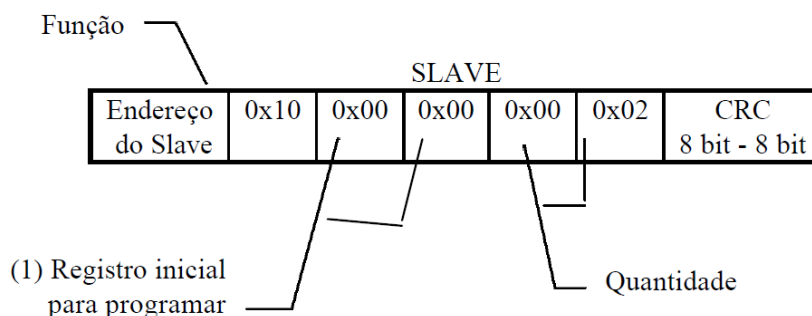 Função
SLAVE
Endereço do Slave 0x10 0x00 0x00 0x00 0x02 CRC 8 bit - 8 bit
(1) Registro inicial
para programar
Quantidade